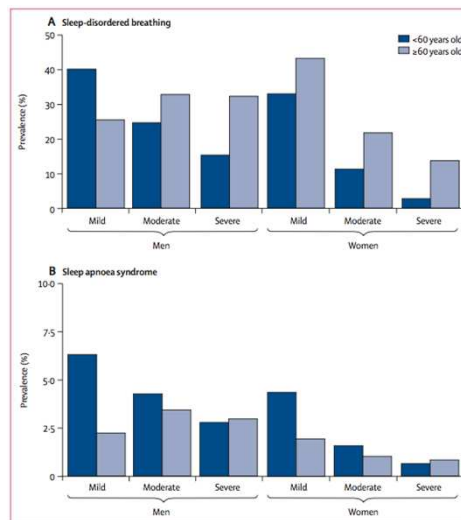 A Sleep-disordered breathing
50
40
30
20
10
0
Prevalence (%)
<60 years old
≥60 years old
Mild Moderate Severe Mild Moderate Severe
Men Women
B Sleep apnoea syndrome
10·0
7·5
5·0
2·5
0
Prevalence (%)
Mild Moderate Severe Mild Moderate Severe
Men Women